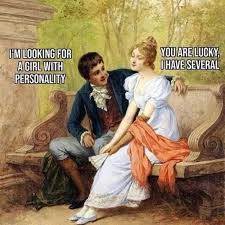 I'M LOOKING FOR
A GIRL WITH
PERSONALITY
YOU ARE LUCKY,
I HAVE SEVERAL